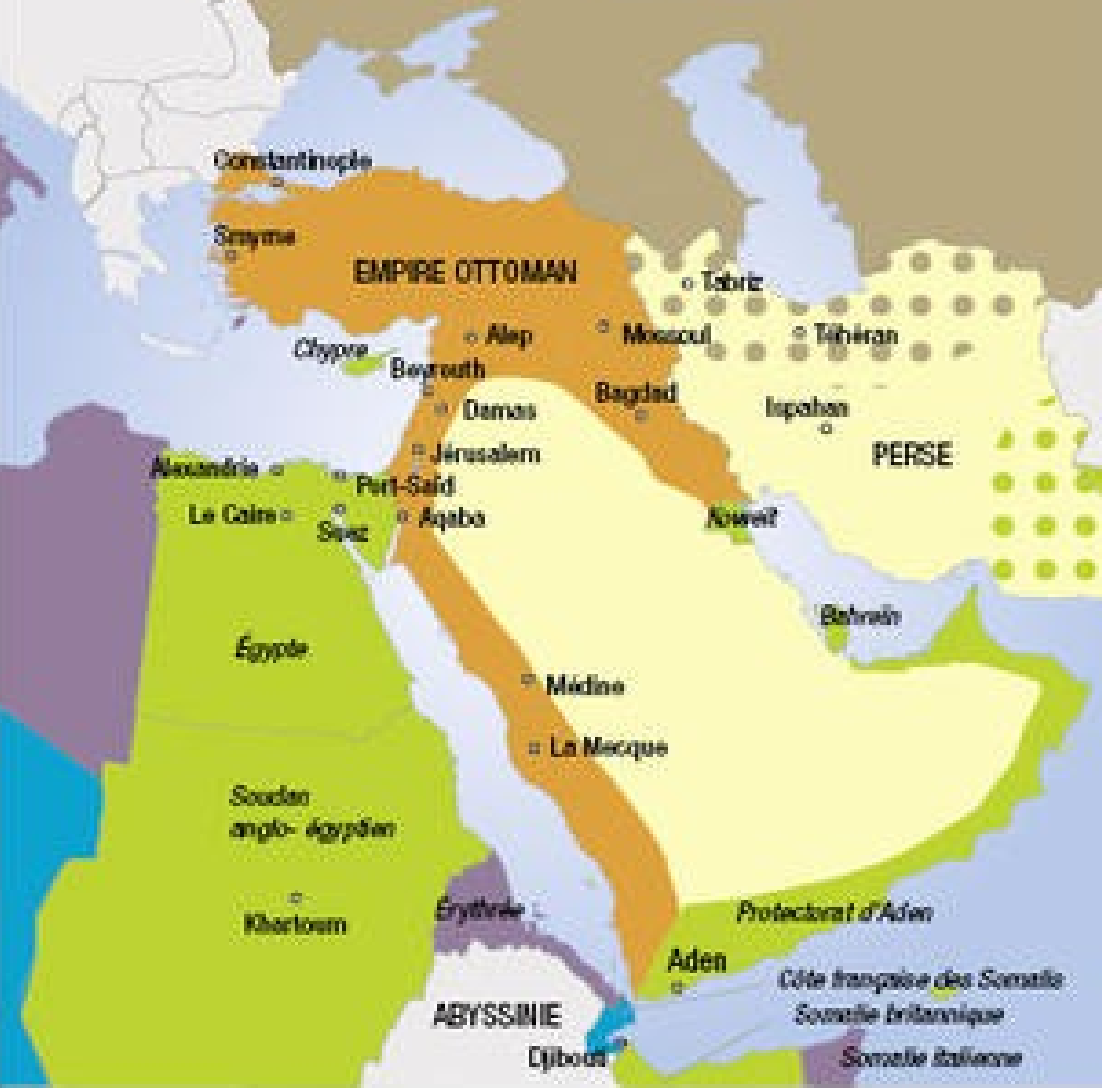 Constantinople
Smyrne
EMPIRE OTTOMAN
Tabriz
Mossoul
Téhéran
Alep
Chypre
Beyrouth
Bagdad
Ispahan
Damas
PERSE
Jérusalem
Alexandrie
Port-Saïd
Le Caire
Suez
Aqaba
Koweit
Bahreïn
Égypte
Médine
La Mecque
Soudan
anglo- égyptien
Khartoum
Érythrée
Protectorat d'Aden
Aden
Côte française des Somalis
ABYSSINIE
Somalie britannique
Djibouti
Somalie italienne